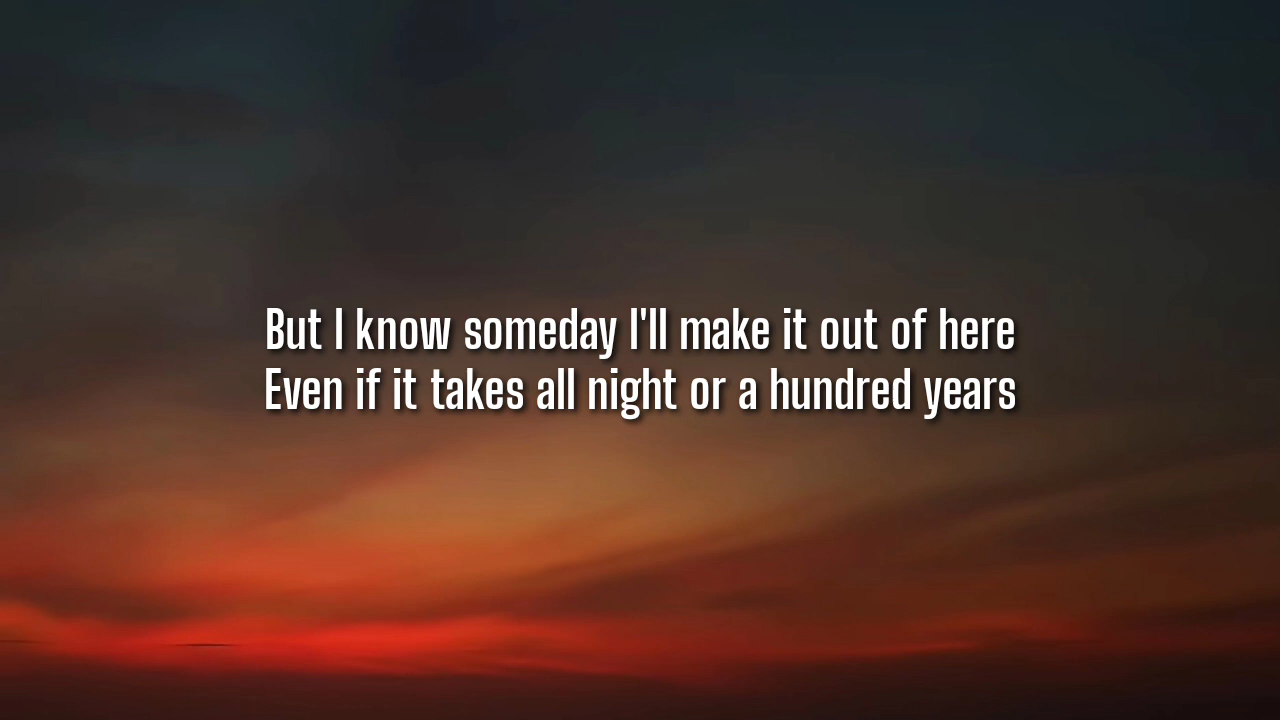 But I know someday I'll make it out of here
Even if it takes all night or a hundred years